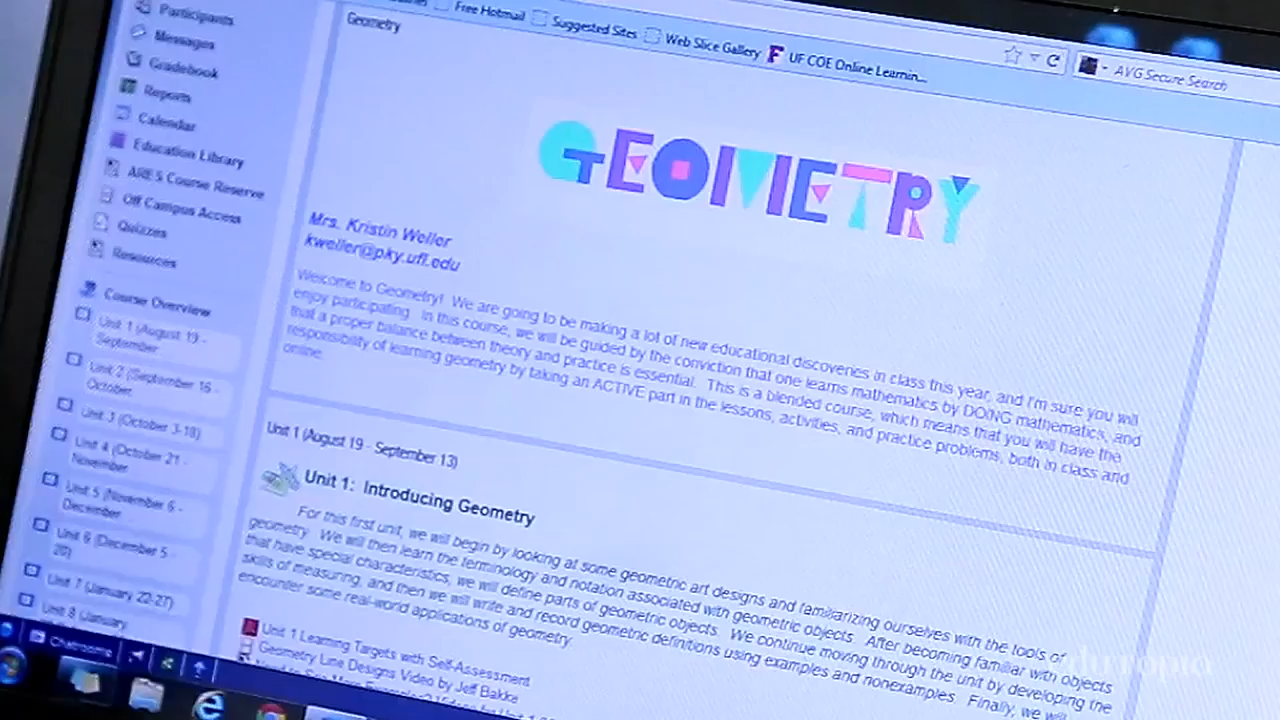 Free Hotmail
Suggested Sites
Web Slice Gallery
UF COE Online Learnin...
AVG Secure Search
Participants
Messages
Gradebook
Reports
Calendar
Education Library
ARES Course Reserve
Off Campus Access
Quizzes
Resources
Course Overview
Unit 1 (August 19 -
September
Unit 2 (September 16 -
October
Unit 3 (October 3-18)
Unit 4 (October 21 -
November
Unit 5 (November 6 -
December
Unit 6 (December 5 -
20)
Unit 7 (January 22-27)
Unit 8 (January
Chatrooms
Geometry
GEOMETRY
Mrs. Kristin Weller
kweller@pky.ufl.edu
Welcome to Geometry! We are going to be making a lot of new educational discoveries in class this year, and I'm sure you will
enjoy participating. In this course, we will be guided by the conviction that one learns mathematics by DOING mathematics, and
that a proper balance between theory and practice is essential. This is a blended course, which means that you will have the
responsibility of learning geometry by taking an ACTIVE part in the lessons, activities, and practice problems, both in class and
online.
Unit 1 (August 19 - September 13)
Unit 1: Introducing Geometry
For this first unit, we will begin by looking at some geometric art designs and familiarizing ourselves with the tools of
geometry. We will then learn the terminology and notation associated with geometric objects. After becoming familiar with objects
that have special characteristics, we will define parts of geometric objects. We continue moving through the unit by developing the
skills of measuring, and then we will write and record geometric definitions using examples and nonexamples. Finally, we will
encounter some real-world applications of geometry.
Unit 1 Learning Targets with Self-Assessment
Geometry Line Designs Video by Jeff Bakke
edutopia